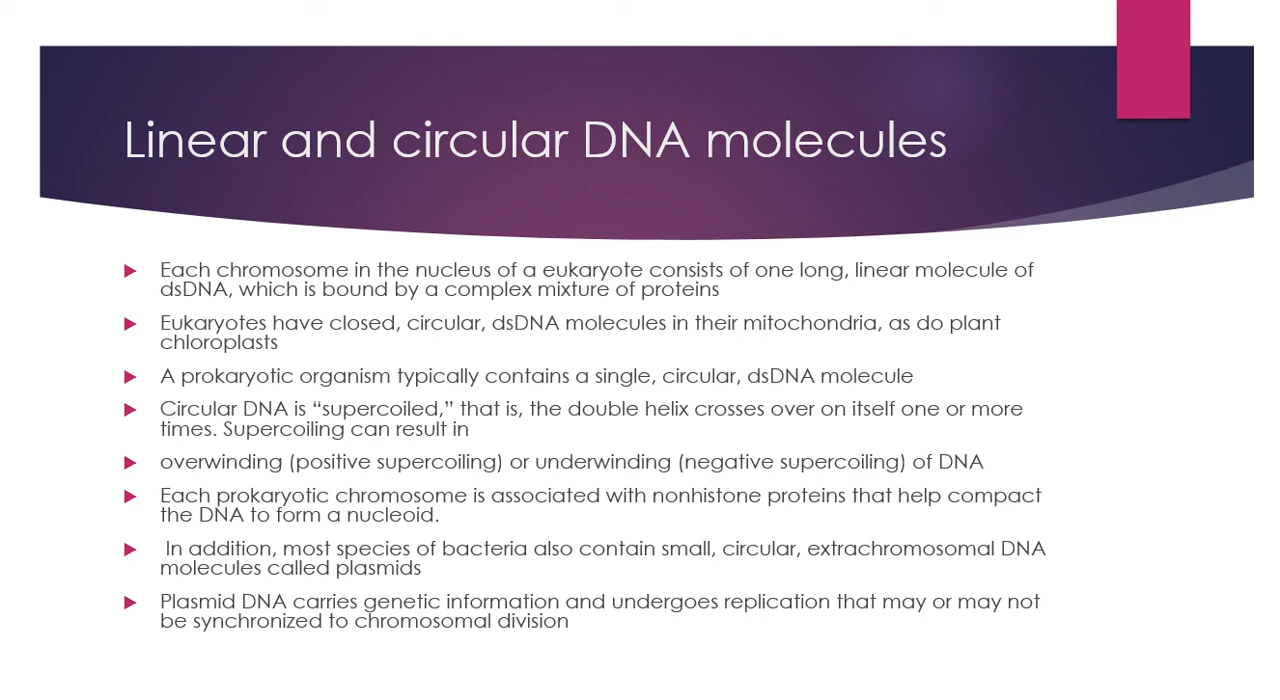 Linear and circular DNA molecules
Each chromosome in the nucleus of a eukaryote consists of one long, linear molecule of
dsDNA, which is bound by a complex mixture of proteins
Eukaryotes have closed, circular, dsDNA molecules in their mitochondria, as do plant
chloroplasts
A prokaryotic organism typically contains a single, circular, dsDNA molecule
Circular DNA is “supercoiled,” that is, the double helix crosses over on itself one or more
times. Supercoiling can result in
overwinding (positive supercoiling) or underwinding (negative supercoiling) of DNA
Each prokaryotic chromosome is associated with nonhistone proteins that help compact
the DNA to form a nucleoid.
In addition, most species of bacteria also contain small, circular, extrachromosomal DNA
molecules called plasmids
Plasmid DNA carries genetic information and undergoes replication that may or may not
be synchronized to chromosomal division